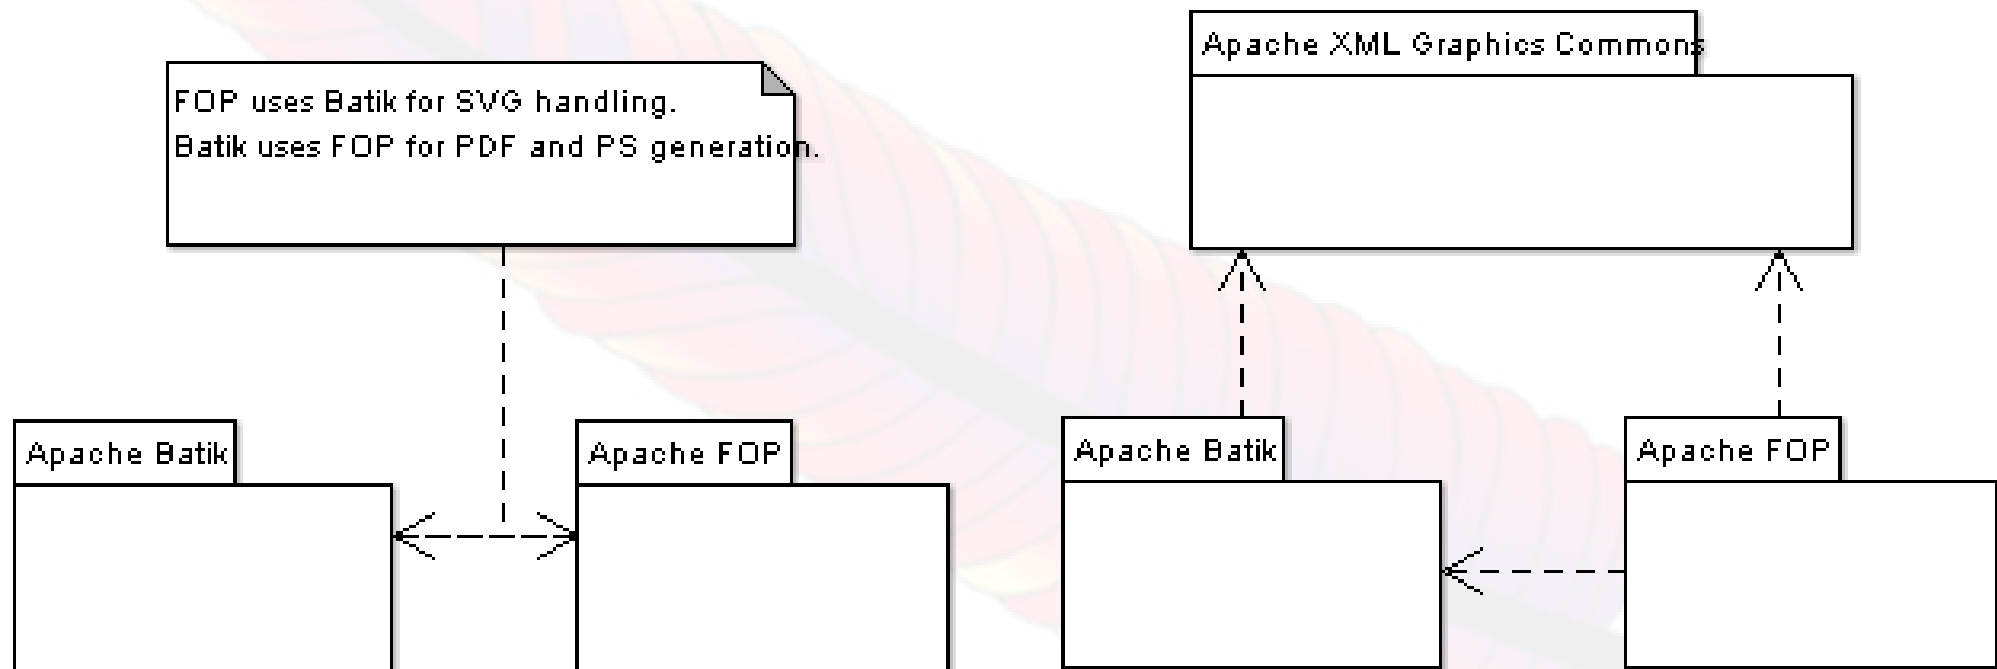 FOP uses Batik for SVG handling.
Batik uses FOP for PDF and PS generation.
Apache Batik
Apache FOP
Apache XML Graphics Commons
Apache Batik
Apache FOP